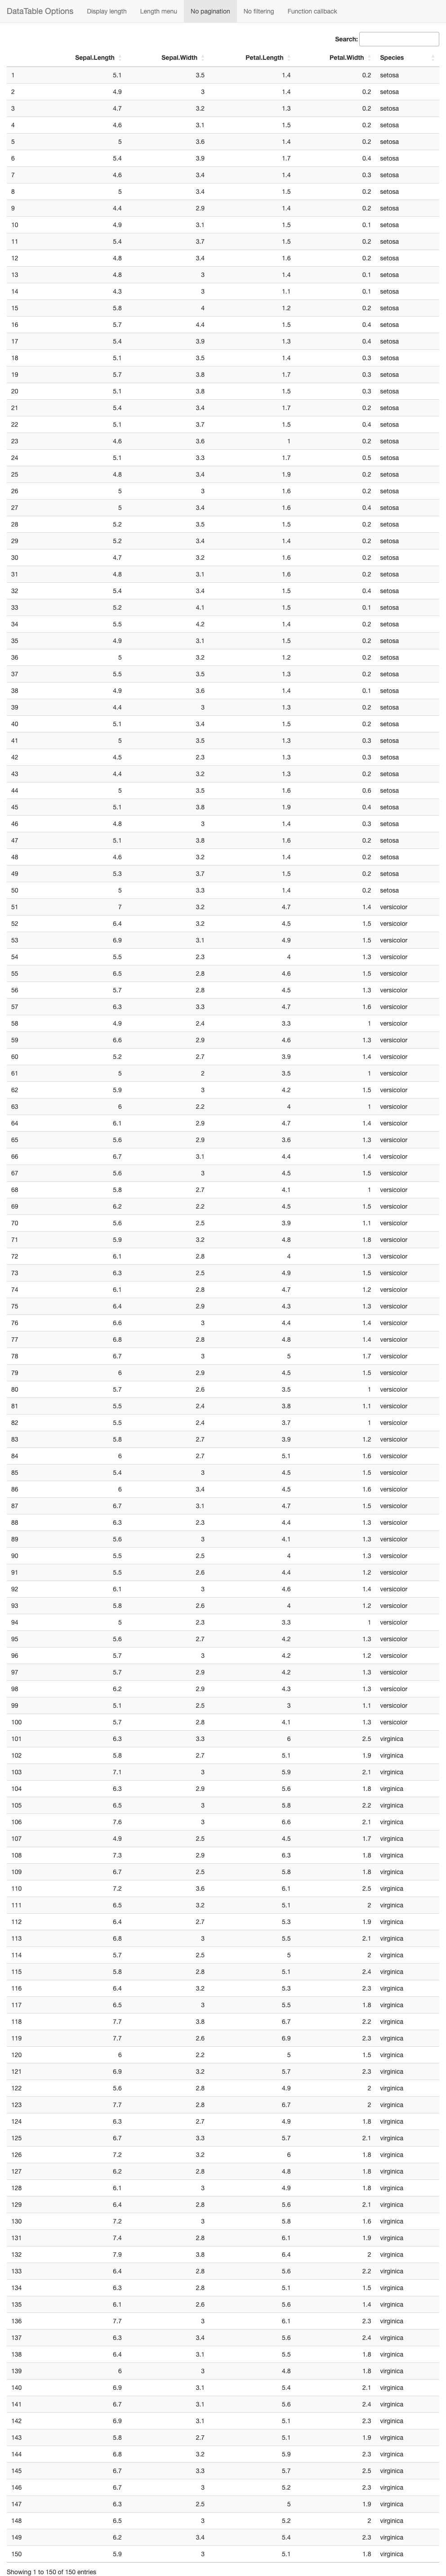 DataTable Options Display length Length menu No pagination No filtering Function callback
Search:
Sepal.Length Sepal.Width Petal.Length Petal.Width Species
1 5.1 3.5 1.4 0.2 setosa
2 4.9 3 1.4 0.2 setosa
3 4.7 3.2 1.3 0.2 setosa
4 4.6 3.1 1.5 0.2 setosa
5 5 3.6 1.4 0.2 setosa
6 5.4 3.9 1.7 0.4 setosa
7 4.6 3.4 1.4 0.3 setosa
8 5 3.4 1.5 0.2 setosa
9 4.4 2.9 1.4 0.2 setosa
10 4.9 3.1 1.5 0.1 setosa
11 5.4 3.7 1.5 0.2 setosa
12 4.8 3.4 1.6 0.2 setosa
13 4.8 3 1.4 0.1 setosa
14 4.3 3 1.1 0.1 setosa
15 5.8 4 1.2 0.2 setosa
16 5.7 4.4 1.5 0.4 setosa
17 5.4 3.9 1.3 0.4 setosa
18 5.1 3.5 1.4 0.3 setosa
19 5.7 3.8 1.7 0.3 setosa
20 5.1 3.8 1.5 0.3 setosa
21 5.4 3.4 1.7 0.2 setosa
22 5.1 3.7 1.5 0.4 setosa
23 4.6 3.6 1 0.2 setosa
24 5.1 3.3 1.7 0.5 setosa
25 4.8 3.4 1.9 0.2 setosa
26 5 3 1.6 0.2 setosa
27 5 3.4 1.6 0.4 setosa
28 5.2 3.5 1.5 0.2 setosa
29 5.2 3.4 1.4 0.2 setosa
30 4.7 3.2 1.6 0.2 setosa
31 4.8 3.1 1.6 0.2 setosa
32 5.4 3.4 1.5 0.4 setosa
33 5.2 4.1 1.5 0.1 setosa
34 5.5 4.2 1.4 0.2 setosa
35 4.9 3.1 1.5 0.2 setosa
36 5 3.2 1.2 0.2 setosa
37 5.5 3.5 1.3 0.2 setosa
38 4.9 3.6 1.4 0.1 setosa
39 4.4 3 1.3 0.2 setosa
40 5.1 3.4 1.5 0.2 setosa
41 5 3.5 1.3 0.3 setosa
42 4.5 2.3 1.3 0.3 setosa
43 4.4 3.2 1.3 0.2 setosa
44 5 3.5 1.6 0.6 setosa
45 5.1 3.8 1.9 0.4 setosa
46 4.8 3 1.4 0.3 setosa
47 5.1 3.8 1.6 0.2 setosa
48 4.6 3.2 1.4 0.2 setosa
49 5.3 3.7 1.5 0.2 setosa
50 5 3.3 1.4 0.2 setosa
51 7 3.2 4.7 1.4 versicolor
52 6.4 3.2 4.5 1.5 versicolor
53 6.9 3.1 4.9 1.5 versicolor
54 5.5 2.3 4 1.3 versicolor
55 6.5 2.8 4.6 1.5 versicolor
56 5.7 2.8 4.5 1.3 versicolor
57 6.3 3.3 4.7 1.6 versicolor
58 4.9 2.4 3.3 1 versicolor
59 6.6 2.9 4.6 1.3 versicolor
60 5.2 2.7 3.9 1.4 versicolor
61 5 2 3.5 1 versicolor
62 5.9 3 4.2 1.5 versicolor
63 6 2.2 4 1 versicolor
64 6.1 2.9 4.7 1.4 versicolor
65 5.6 2.9 3.6 1.3 versicolor
66 6.7 3.1 4.4 1.4 versicolor
67 5.6 3 4.5 1.5 versicolor
68 5.8 2.7 4.1 1 versicolor
69 6.2 2.2 4.5 1.5 versicolor
70 5.6 2.5 3.9 1.1 versicolor
71 5.9 3.2 4.8 1.8 versicolor
72 6.1 2.8 4 1.3 versicolor
73 6.3 2.5 4.9 1.5 versicolor
74 6.1 2.8 4.7 1.2 versicolor
75 6.4 2.9 4.3 1.3 versicolor
76 6.6 3 4.4 1.4 versicolor
77 6.8 2.8 4.8 1.4 versicolor
78 6.7 3 5 1.7 versicolor
79 6 2.9 4.5 1.5 versicolor
80 5.7 2.6 3.5 1 versicolor
81 5.5 2.4 3.8 1.1 versicolor
82 5.5 2.4 3.7 1 versicolor
83 5.8 2.7 3.9 1.2 versicolor
84 6 2.7 5.1 1.6 versicolor
85 5.4 3 4.5 1.5 versicolor
86 6 3.4 4.5 1.6 versicolor
87 6.7 3.1 4.7 1.5 versicolor
88 6.3 2.3 4.4 1.3 versicolor
89 5.6 3 4.1 1.3 versicolor
90 5.5 2.5 4 1.3 versicolor
91 5.5 2.6 4.4 1.2 versicolor
92 6.1 3 4.6 1.4 versicolor
93 5.8 2.6 4 1.2 versicolor
94 5 2.3 3.3 1 versicolor
95 5.6 2.7 4.2 1.3 versicolor
96 5.7 3 4.2 1.2 versicolor
97 5.7 2.9 4.2 1.3 versicolor
98 6.2 2.9 4.3 1.3 versicolor
99 5.1 2.5 3 1.1 versicolor
100 5.7 2.8 4.1 1.3 versicolor
101 6.3 3.3 6 2.5 virginica
102 5.8 2.7 5.1 1.9 virginica
103 7.1 3 5.9 2.1 virginica
104 6.3 2.9 5.6 1.8 virginica
105 6.5 3 5.8 2.2 virginica
106 7.6 3 6.6 2.1 virginica
107 4.9 2.5 4.5 1.7 virginica
108 7.3 2.9 6.3 1.8 virginica
109 6.7 2.5 5.8 1.8 virginica
110 7.2 3.6 6.1 2.5 virginica
111 6.5 3.2 5.1 2 virginica
112 6.4 2.7 5.3 1.9 virginica
113 6.8 3 5.5 2.1 virginica
114 5.7 2.5 5 2 virginica
115 5.8 2.8 5.1 2.4 virginica
116 6.4 3.2 5.3 2.3 virginica
117 6.5 3 5.5 1.8 virginica
118 7.7 3.8 6.7 2.2 virginica
119 7.7 2.6 6.9 2.3 virginica
120 6 2.2 5 1.5 virginica
121 6.9 3.2 5.7 2.3 virginica
122 5.6 2.8 4.9 2 virginica
123 7.7 2.8 6.7 2 virginica
124 6.3 2.7 4.9 1.8 virginica
125 6.7 3.3 5.7 2.1 virginica
126 7.2 3.2 6 1.8 virginica
127 6.2 2.8 4.8 1.8 virginica
128 6.1 3 4.9 1.8 virginica
129 6.4 2.8 5.6 2.1 virginica
130 7.2 3 5.8 1.6 virginica
131 7.4 2.8 6.1 1.9 virginica
132 7.9 3.8 6.4 2 virginica
133 6.4 2.8 5.6 2.2 virginica
134 6.3 2.8 5.1 1.5 virginica
135 6.1 2.6 5.6 1.4 virginica
136 7.7 3 6.1 2.3 virginica
137 6.3 3.4 5.6 2.4 virginica
138 6.4 3.1 5.5 1.8 virginica
139 6 3 4.8 1.8 virginica
140 6.9 3.1 5.4 2.1 virginica
141 6.7 3.1 5.6 2.4 virginica
142 6.9 3.1 5.1 2.3 virginica
143 5.8 2.7 5.1 1.9 virginica
144 6.8 3.2 5.9 2.3 virginica
145 6.7 3.3 5.7 2.5 virginica
146 6.7 3 5.2 2.3 virginica
147 6.3 2.5 5 1.9 virginica
148 6.5 3 5.2 2 virginica
149 6.2 3.4 5.4 2.3 virginica
150 5.9 3 5.1 1.8 virginica
Showing 1 to 150 of 150 entries